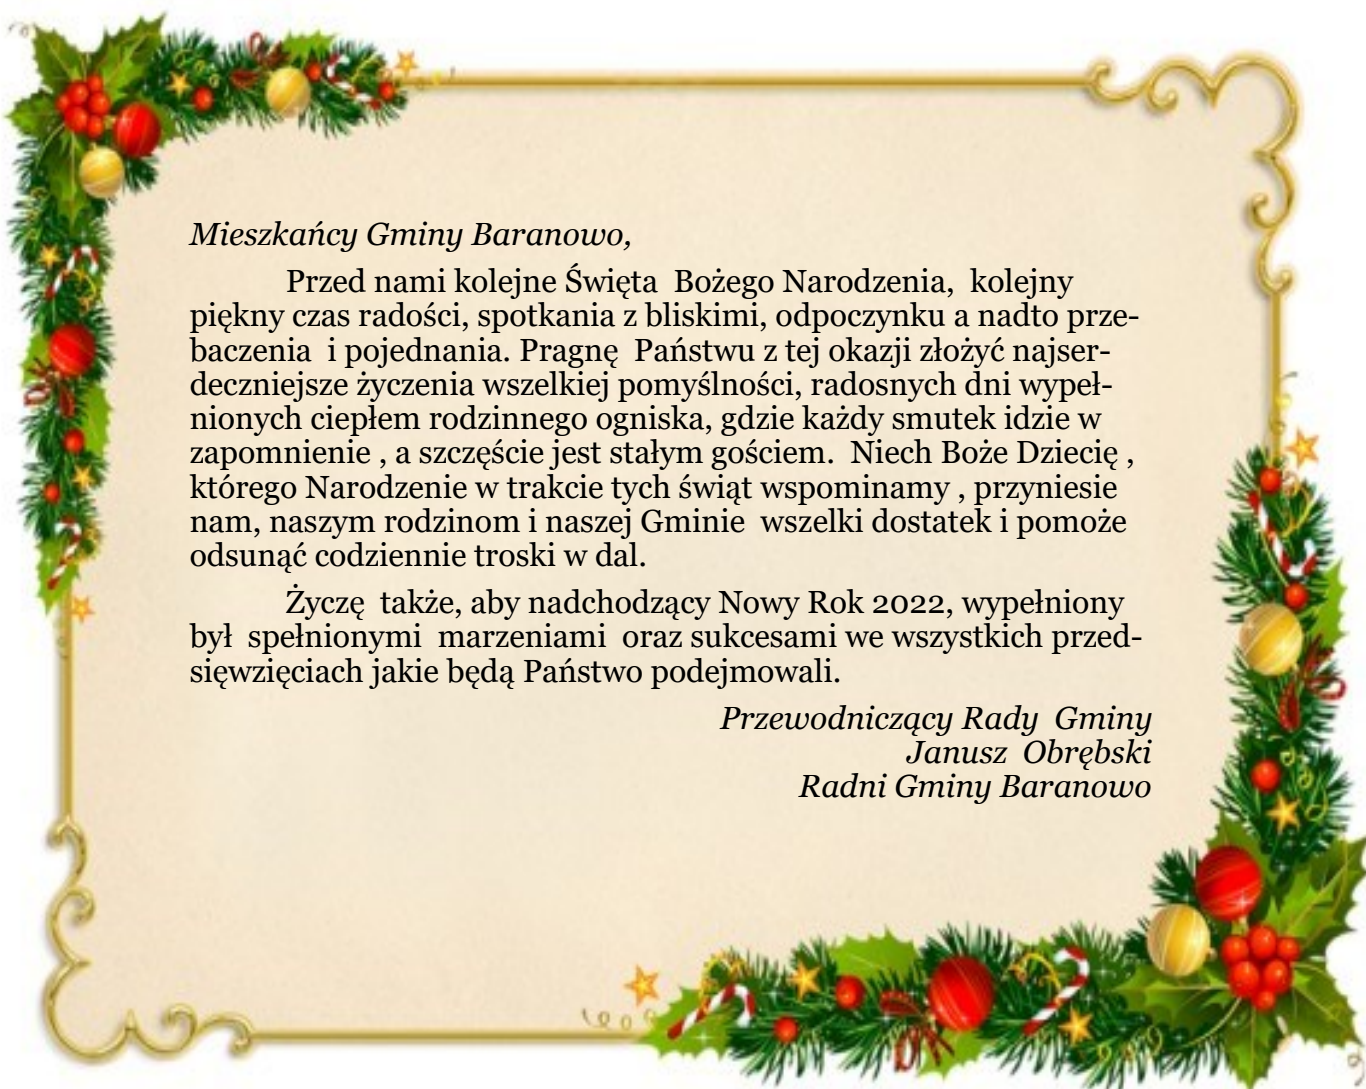 Mieszkańcy Gminy Baranowo,
Przed nami kolejne Święta Bożego Narodzenia, kolejny
piękny czas radości, spotkania z bliskimi, odpoczynku a nadto prze-
baczenia i pojednania. Pragnę Państwu z tej okazji złożyć najser-
deczniejsze życzenia wszelkiej pomyślności, radosnych dni wypeł-
nionych ciepłem rodzinnego ogniska, gdzie każdy smutek idzie w
zapomnienie , a szczęście jest stałym gościem. Niech Boże Dziecię ,
którego Narodzenie w trakcie tych świąt wspominamy , przyniesie
nam, naszym rodzinom i naszej Gminie wszelki dostatek i pomoże
odsunąć codziennie troski w dal.
Życzę także, aby nadchodzący Nowy Rok 2022, wypełniony
był spełnionymi marzeniami oraz sukcesami we wszystkich przed-
sięwzięciach jakie będą Państwo podejmowali.
Przewodniczący Rady Gminy
Janusz Obrębski
Radni Gminy Baranowo